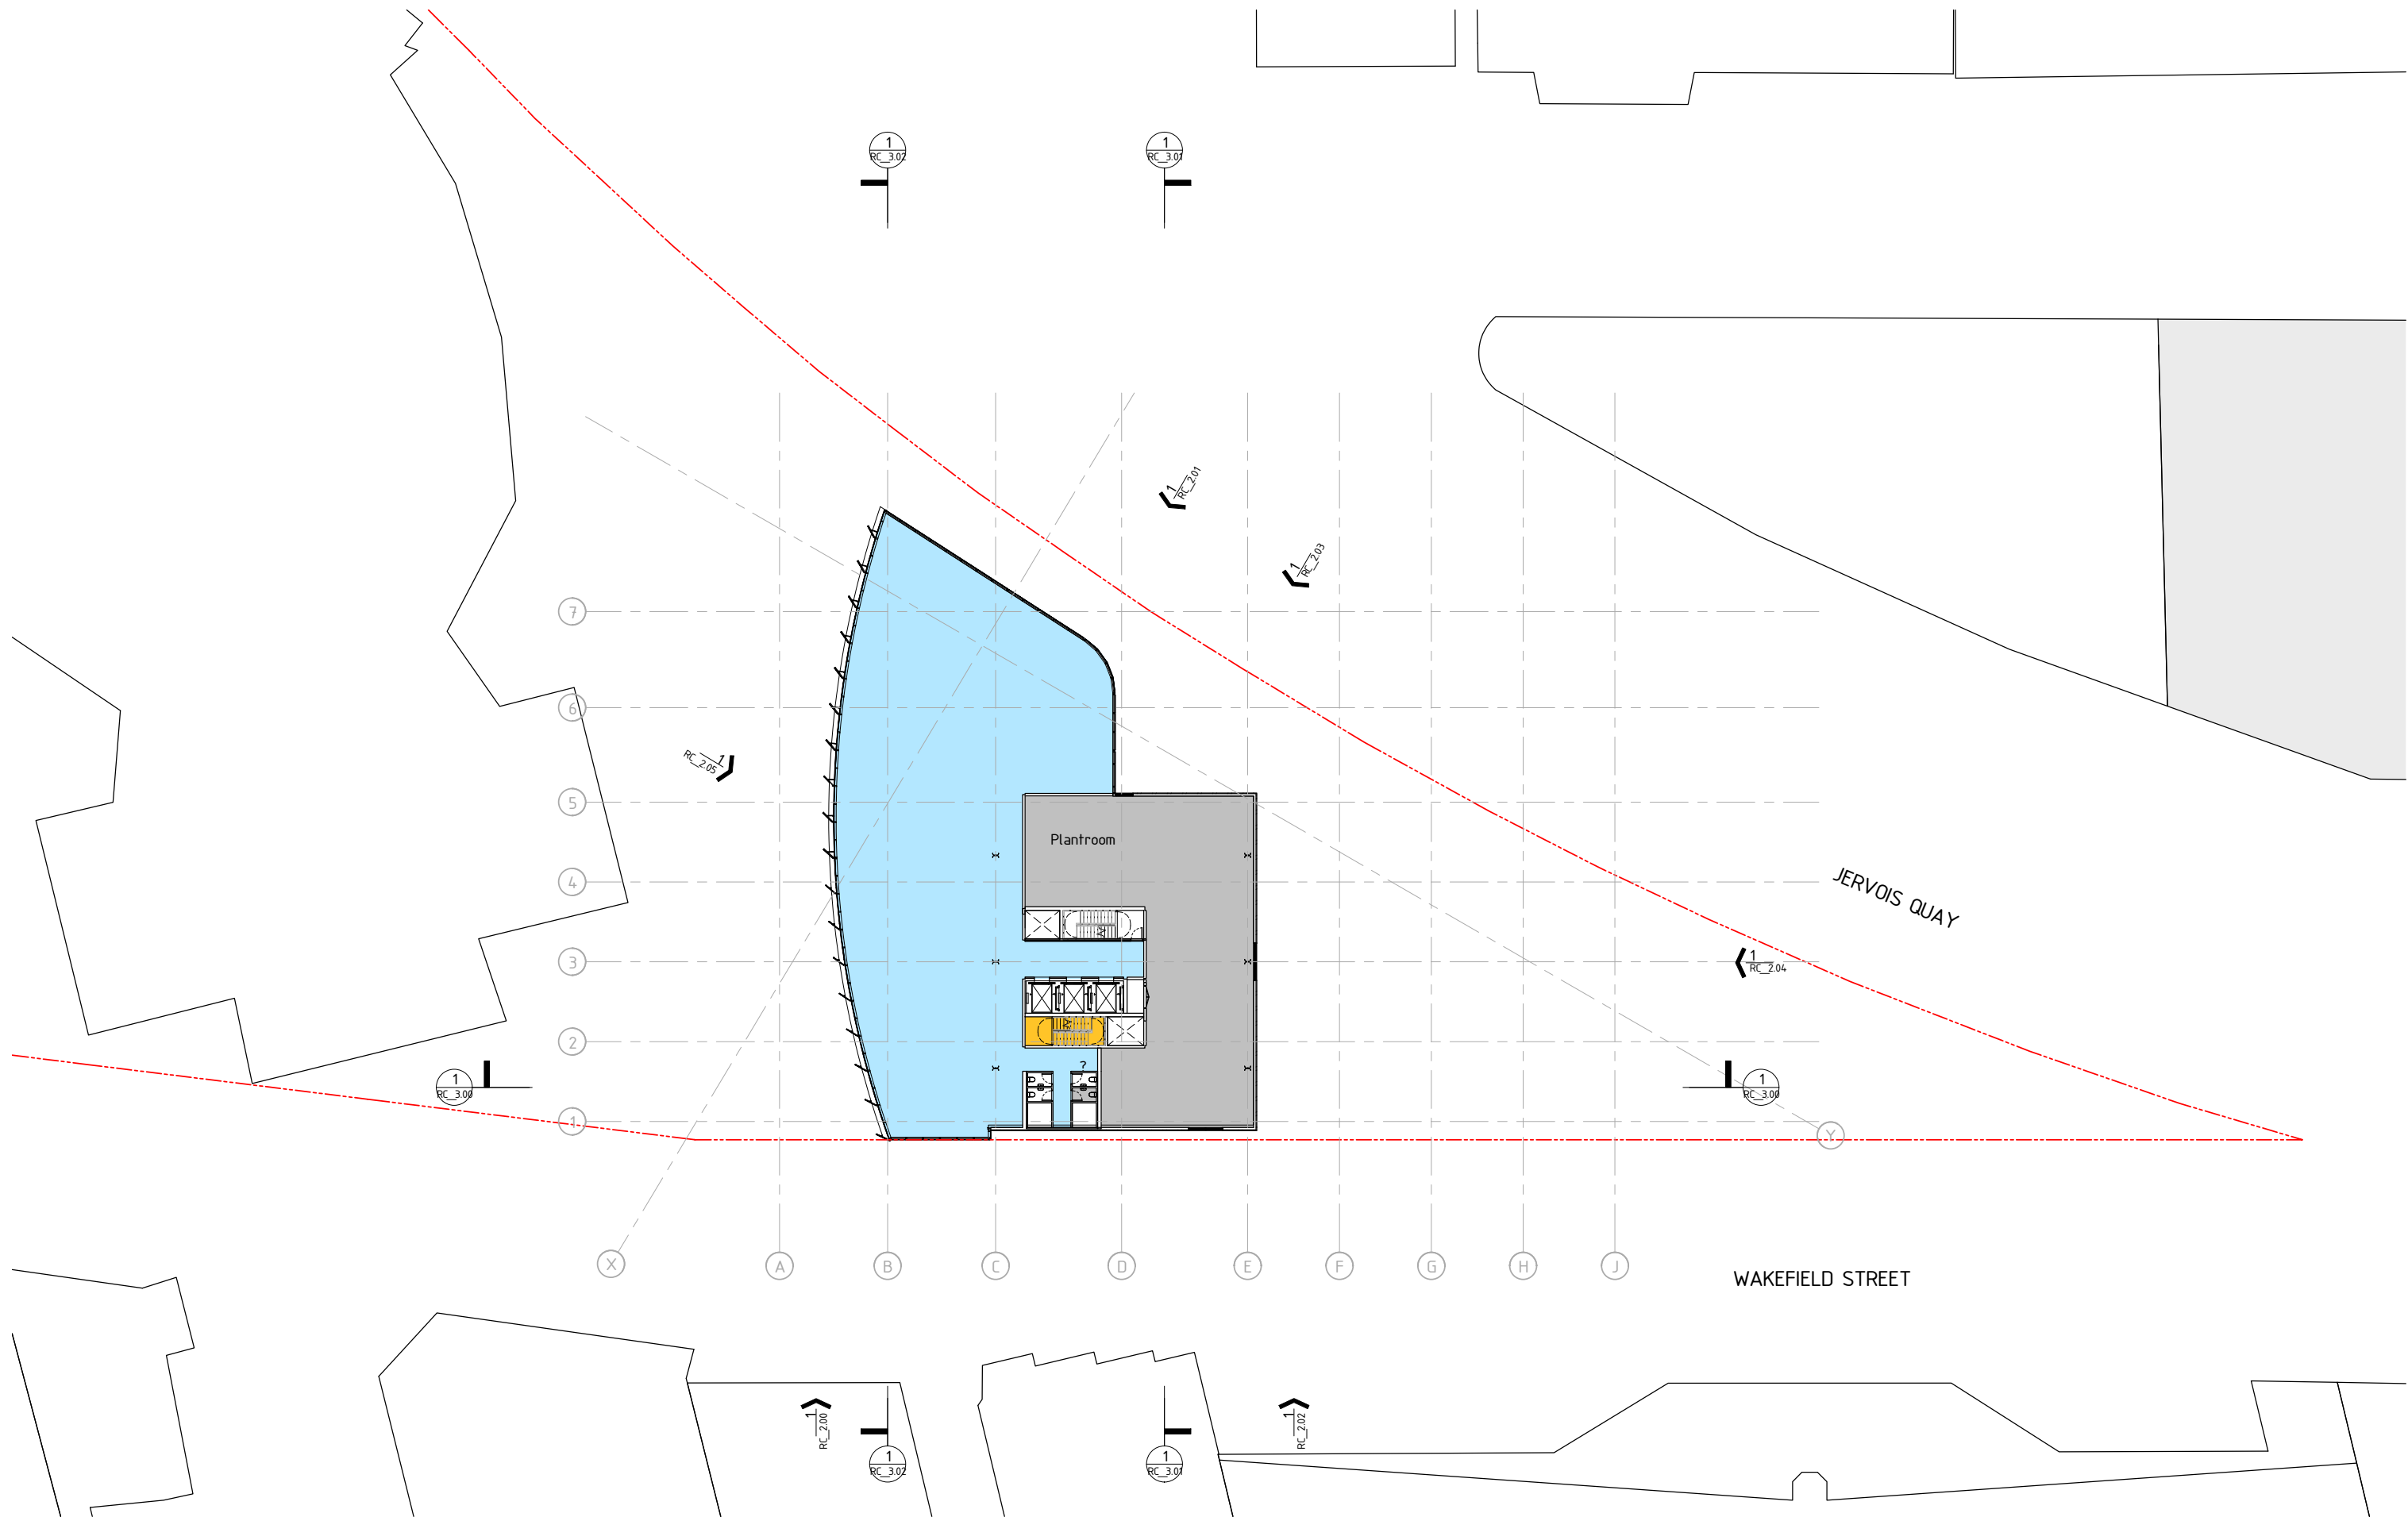 1
RC_3.02
1
RC_3.01
1
RC_2.01
1
RC_2.03
7
6
1
RC_2.05
5
Plantroom
4
JERVOIS QUAY
3
1
RC_2.04
2
?
1
RC_3.00
1
RC_3.00
1
Y
X
A
B
C
D
E
F
G
H
J
WAKEFIELD STREET
1
RC_2.00
1
RC_2.02
1
RC_3.02
1
RC_3.01